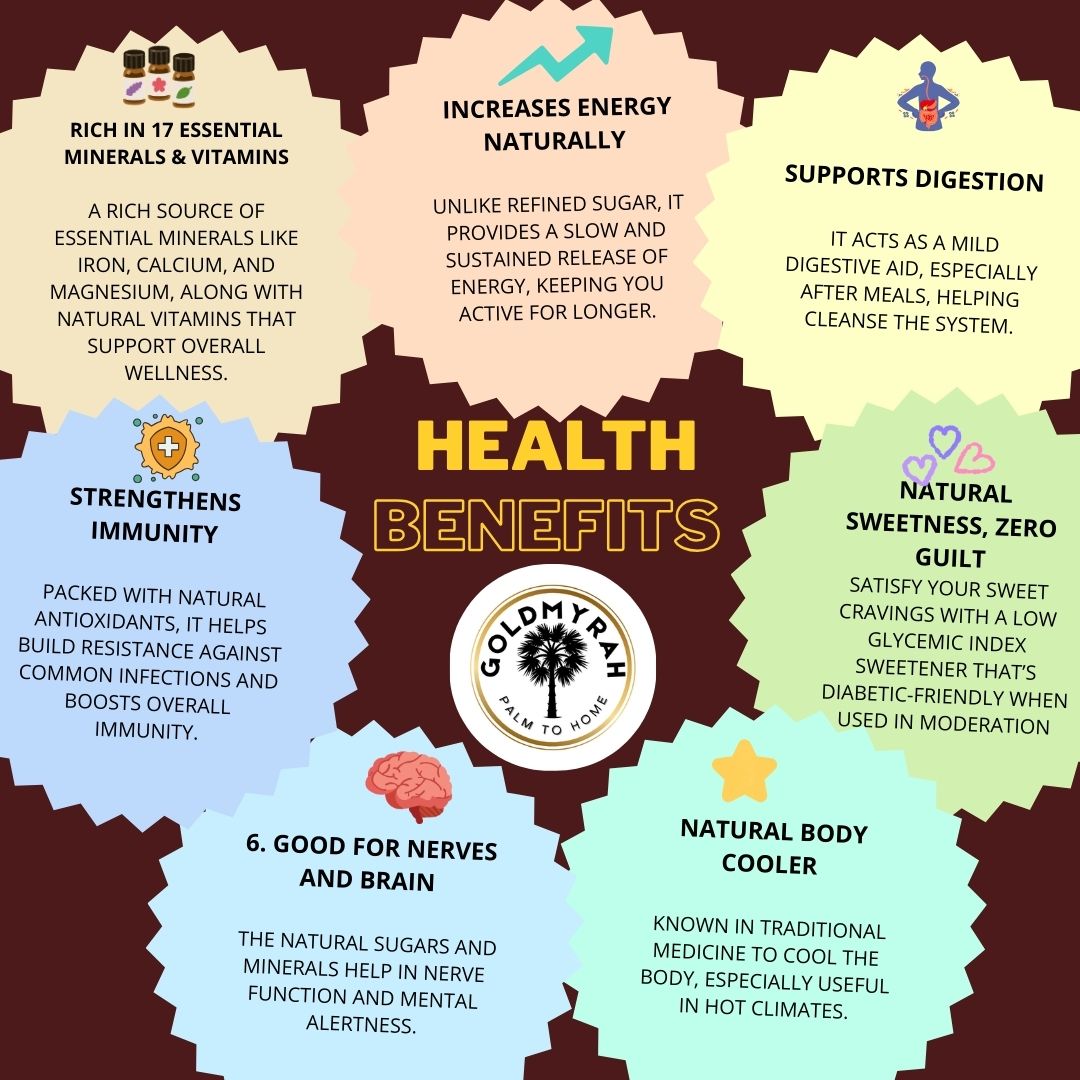 RICH IN 17 ESSENTIAL
MINERALS & VITAMINS
A RICH SOURCE OF
ESSENTIAL MINERALS LIKE
IRON, CALCIUM, AND
MAGNESIUM, ALONG WITH
NATURAL VITAMINS THAT
SUPPORT OVERALL
WELLNESS.
INCREASES ENERGY
NATURALLY
UNLIKE REFINED SUGAR, IT
PROVIDES A SLOW AND
SUSTAINED RELEASE OF
ENERGY, KEEPING YOU
ACTIVE FOR LONGER.
SUPPORTS DIGESTION
IT ACTS AS A MILD
DIGESTIVE AID, ESPECIALLY
AFTER MEALS, HELPING
CLEANSE THE SYSTEM.
HEALTH
BENEFITS
GOLDMYRAH
PALM TO HOME
STRENGTHENS
IMMUNITY
PACKED WITH NATURAL
ANTIOXIDANTS, IT HELPS
BUILD RESISTANCE AGAINST
COMMON INFECTIONS AND
BOOSTS OVERALL
IMMUNITY.
NATURAL
SWEETNESS, ZERO
GUILT
SATISFY YOUR SWEET
CRAVINGS WITH A LOW
GLYCEMIC INDEX
SWEETENER THAT’S
DIABETIC-FRIENDLY WHEN
USED IN MODERATION
6. GOOD FOR NERVES
AND BRAIN
THE NATURAL SUGARS AND
MINERALS HELP IN NERVE
FUNCTION AND MENTAL
ALERTNESS.
NATURAL BODY
COOLER
KNOWN IN TRADITIONAL
MEDICINE TO COOL THE
BODY, ESPECIALLY USEFUL
IN HOT CLIMATES.